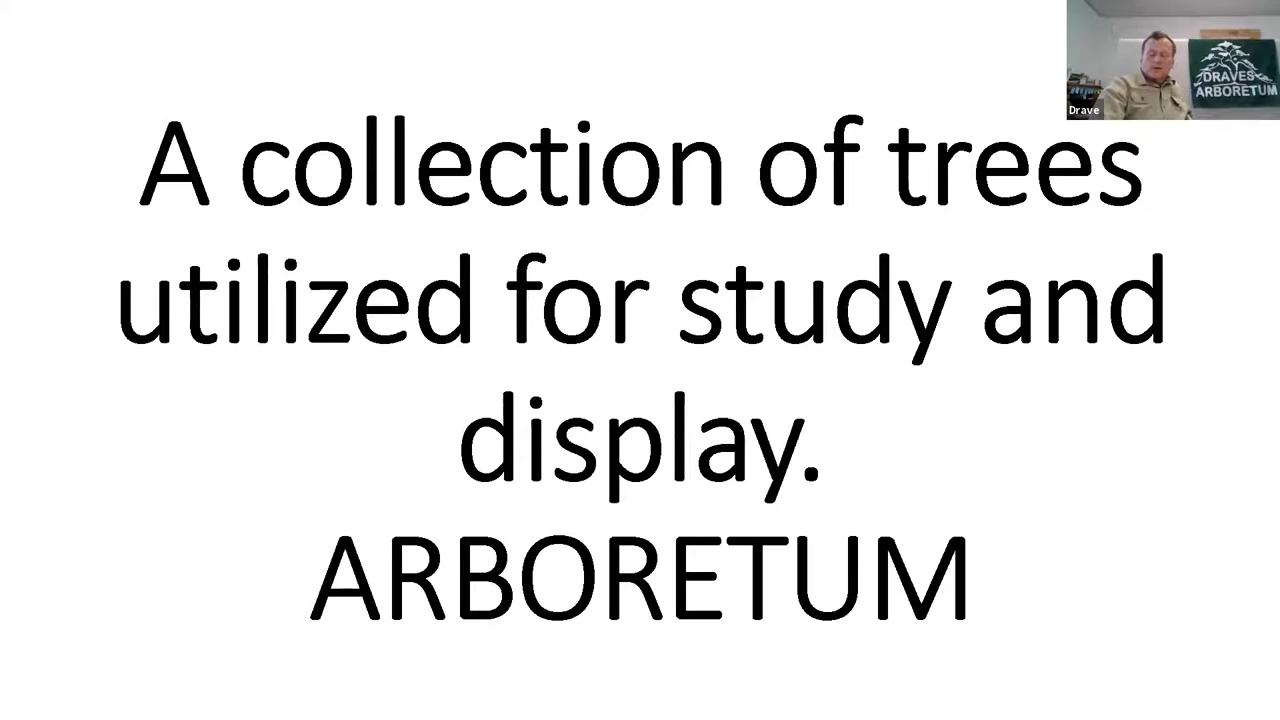 A collection of trees
utilized for study and
display.
ARBORETUM
DRAVES
ARBORETUM
Drave